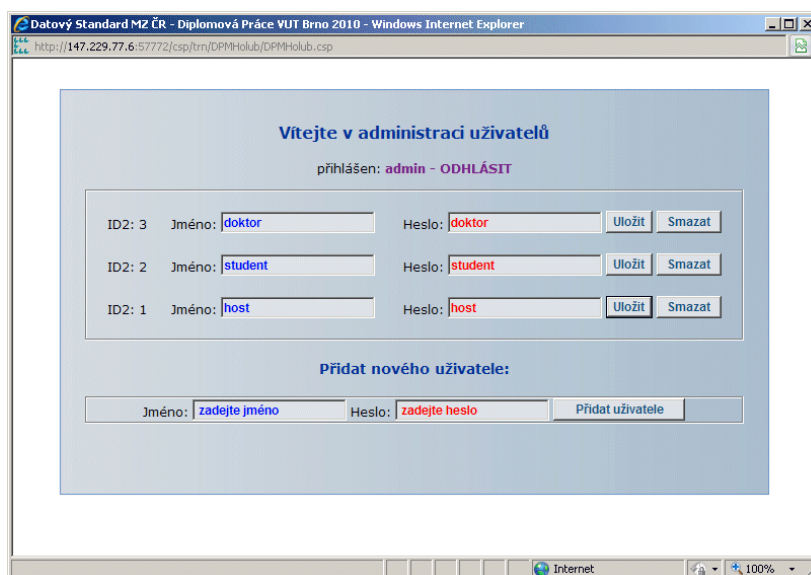 Datový Standard MZ ČR - Diplomová Práce VUT Brno 2010 - Windows Internet Explorer
http://147.229.77.6:57772/csp/trn/DPMHolub/DPMHolub.csp
Vítejte v administraci uživatelů
přihlášen: admin - ODHLÁSIT
ID2: 3 Jméno: doktor Heslo: doktor Uložit Smazat
ID2: 2 Jméno: student Heslo: student Uložit Smazat
ID2: 1 Jméno: host Heslo: host Uložit Smazat
Přidat nového uživatele:
Jméno: zadejte jméno Heslo: zadejte heslo Přidat uživatele
Internet 100%